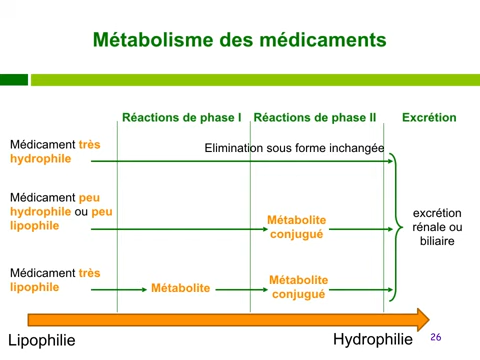 Métabolisme des médicaments
Réactions de phase I
Réactions de phase II
Excrétion
Médicament très
hydrophile
Elimination sous forme inchangée
Médicament peu
hydrophile ou peu
lipophile
Métabolite
conjugué
excrétion
rénale ou
biliaire
Médicament très
lipophile
Métabolite
Métabolite
conjugué
Lipophilie
Hydrophilie
26